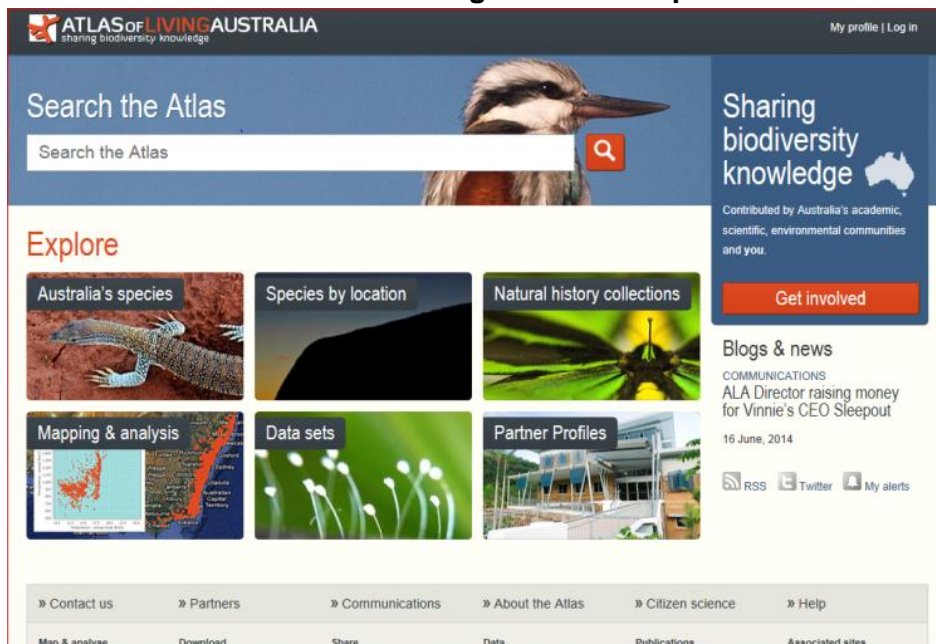 ATLAS OF LIVING AUSTRALIA
sharing biodiversity knowledge
My profile | Log in
Search the Atlas
Search the Atlas
Sharing
biodiversity
knowledge
Contributed by Australia's academic,
scientific, environmental communities
and you.
Get involved
Explore
Australia's species
Species by location
Natural history collections
Mapping & analysis
Data sets
Partner Profiles
Blogs & news
COMMUNICATIONS
ALA Director raising money
for Vinnie's CEO Sleepout
16 June, 2014
RSS Twitter My alerts
» Contact us » Partners » Communications » About the Atlas » Citizen science » Help
Map & analyse Download Share Data Publications Associated sites